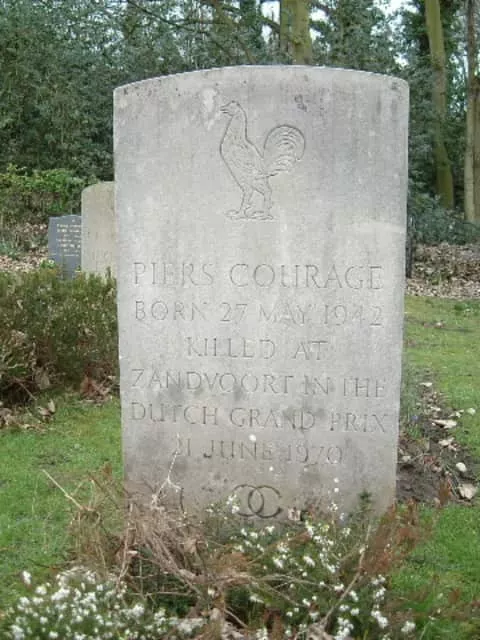 PIERS COURAGE
BORN 27 MAY 1942
KILLED AT
ZANDVOORT IN THE
DUTCH GRAND PRIX
21 JUNE 1970